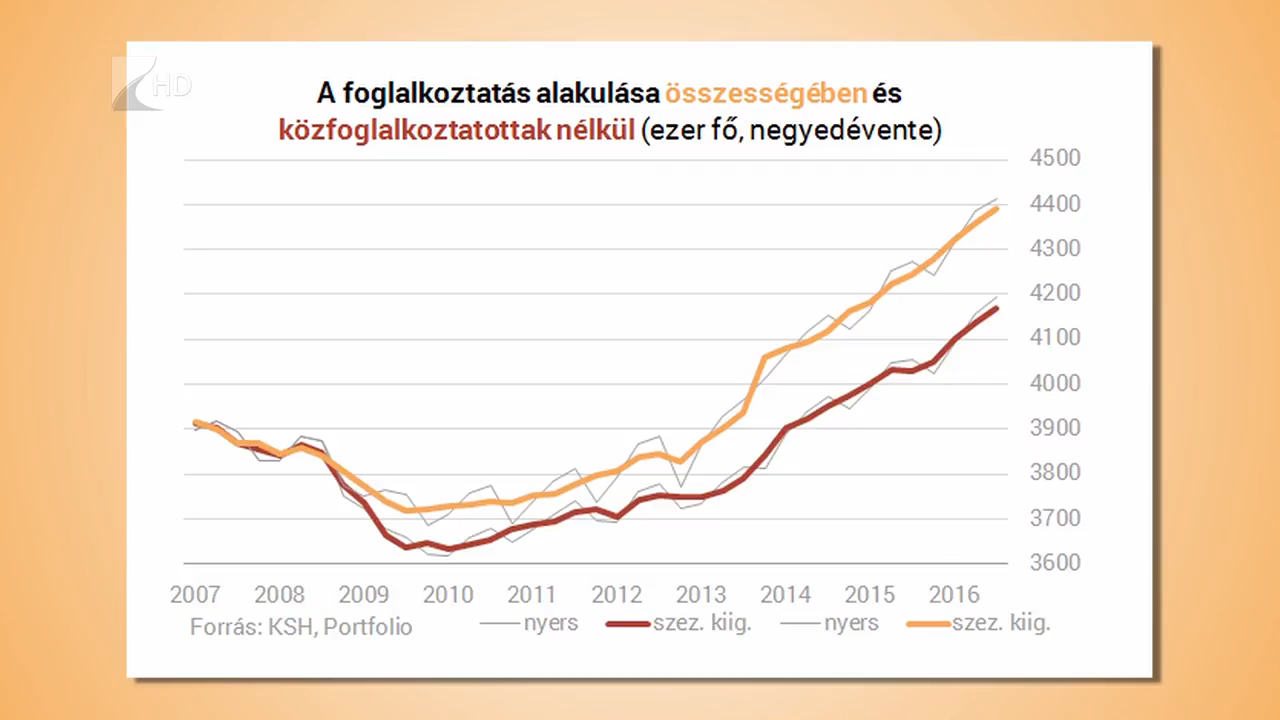 HD
A foglalkoztatás alakulása összességében és
közfoglalkoztatottak nélkül (ezer fő, negyedévente)
4500
4400
4300
4200
4100
4000
3900
3800
3700
3600
2007 2008 2009 2010 2011 2012 2013 2014 2015 2016
Forrás: KSH, Portfolio nyers szez. kiig. nyers szez. kiig.